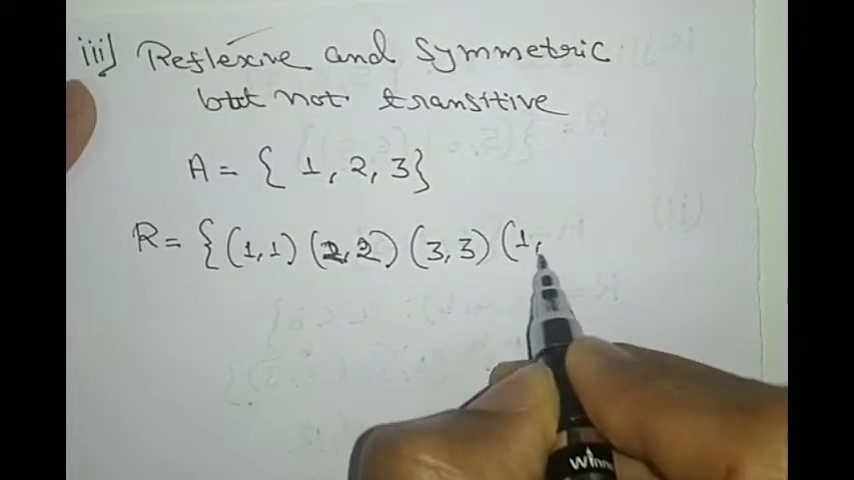 iii) Reflexive and symmetric
but not transitive
A = { 1, 2, 3}
R = { (1,1) (2,2) (3,3) (1,